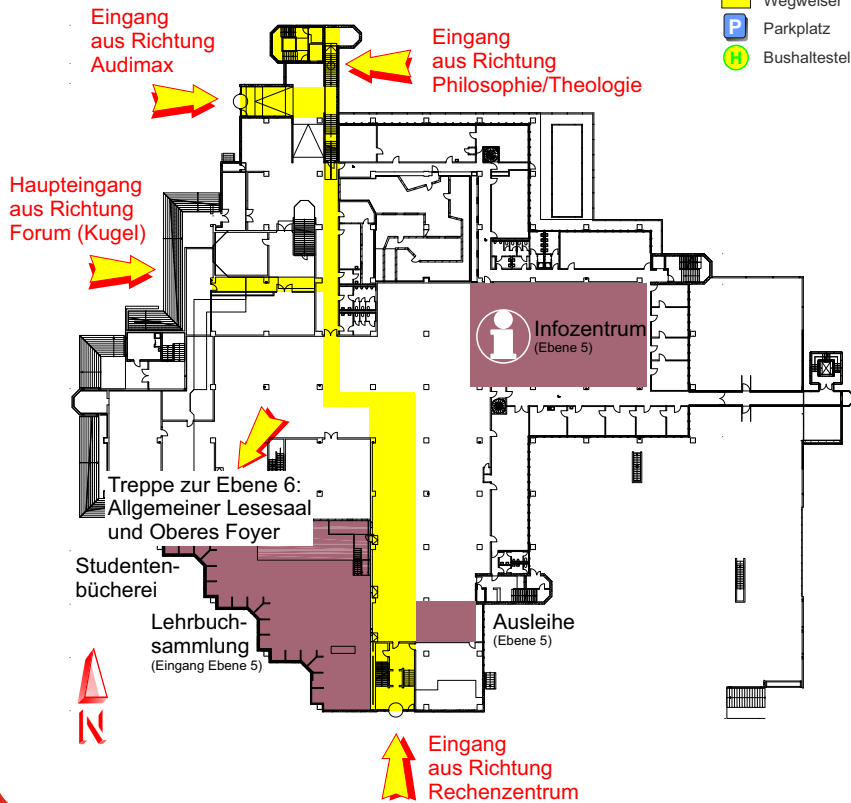 Eingang
aus Richtung
Audimax
Eingang
aus Richtung
Philosophie/Theologie
Wegweiser
P Parkplatz
H Bushaltestel
Haupteingang
aus Richtung
Forum (Kugel)
i Infozentrum
(Ebene 5)
Treppe zur Ebene 6:
Allgemeiner Lesesaal
und Oberes Foyer
Studenten-
bücherei
Lehrbuch-
sammlung
(Eingang Ebene 5)
Ausleihe
(Ebene 5)
N
Eingang
aus Richtung
Rechenzentrum